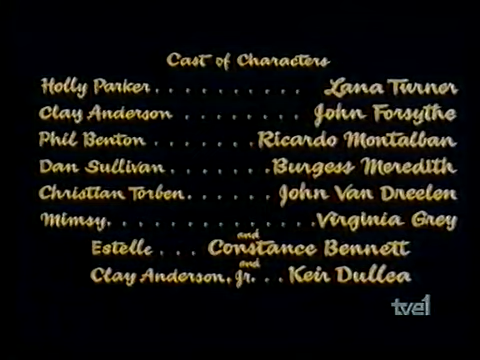 Cast of Characters
Holly Parker. . . . . . . . . . Lana Turner
Clay Anderson . . . . . . . . John Forsythe
Phil Benton . . . . . . . Ricardo Montalban
Dan Sullivan. . . . . . . Burgess Meredith
Christian Torben. . . . . . John Van Dreelen
Mimsy. . . . . . . . . . . . . . Virginia Grey
and
Estelle . . . Constance Bennett
and
Clay Anderson, Jr. . . Keir Dullea
tve1